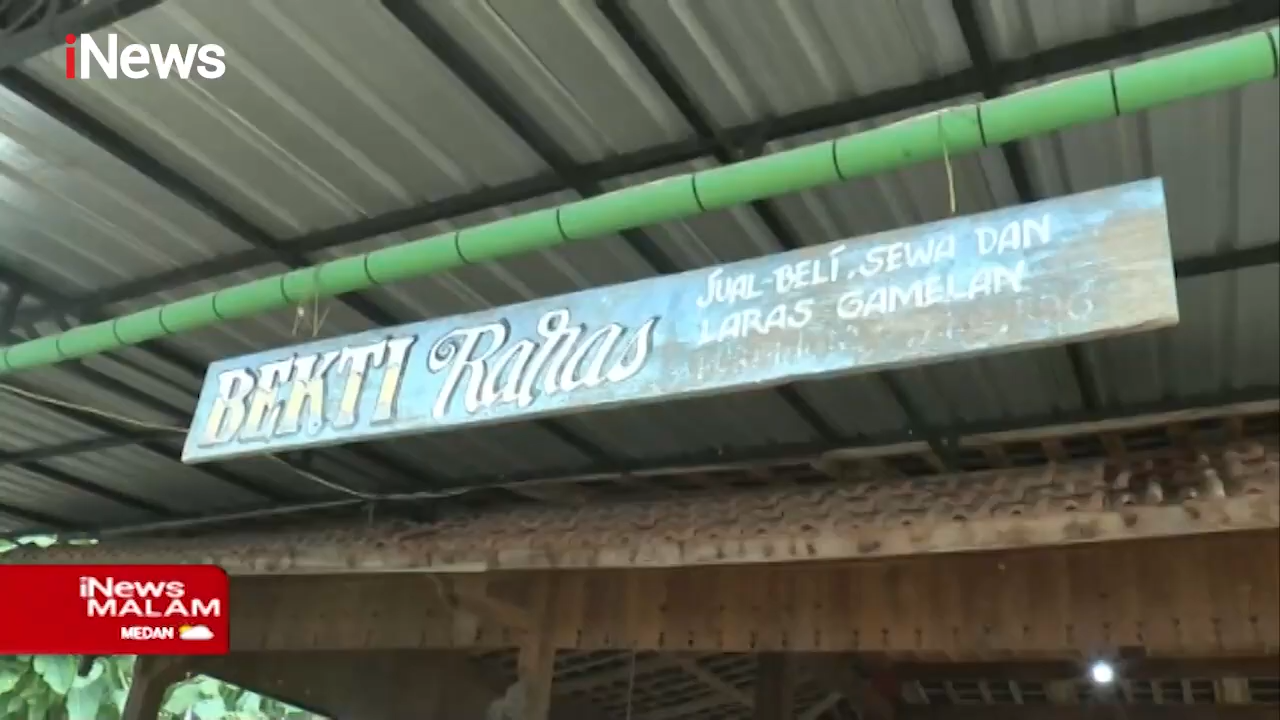 iNews
BEKTI Raras
JUAL-BELI.SEWA DAN
LARAS GAMELAN
iNews
MALAM
MEDAN